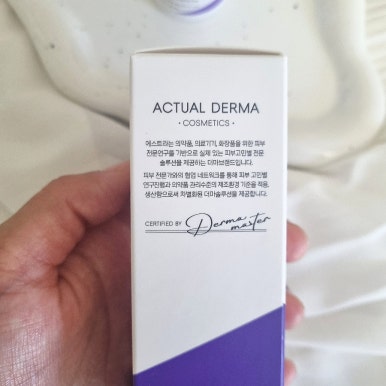 ACTUAL DERMA
· COSMETICS ·
에스트라는 의약품, 의료기기, 화장품을 위한 피부
전문연구를 기반으로 실체 있는 피부고민별 전문
솔루션을 제공하는 더마브랜드입니다.
피부 전문가와의 협업 네트워크를 통해 피부 고민별
연구진행과 의약품 관리수준의 제조환경 기준을 적용,
생산함으로써 차별화된 더마솔루션을 제공합니다.
CERTIFIED BY Derma master